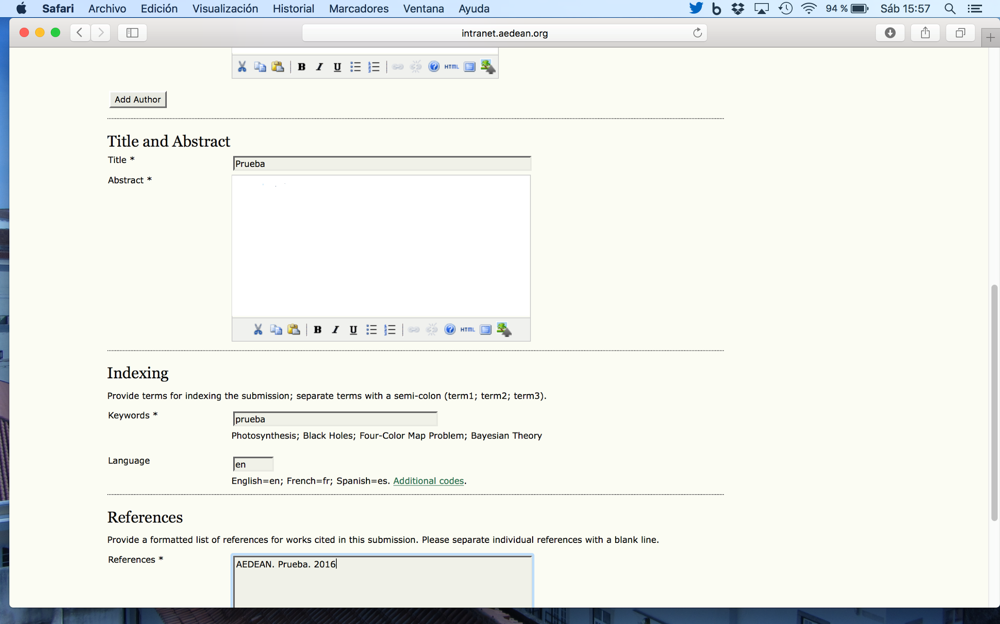 Safari Archivo Edición Visualización Historial Marcadores Ventana Ayuda 94 % Sáb 15:57
intranet.aedean.org
B I U HTML
Add Author
Title and Abstract
Title * Prueba
Abstract *
B I U HTML
Indexing
Provide terms for indexing the submission; separate terms with a semi-colon (term1; term2; term3).
Keywords * prueba
Photosynthesis; Black Holes; Four-Color Map Problem; Bayesian Theory
Language en
English=en; French=fr; Spanish=es. Additional codes.
References
Provide a formatted list of references for works cited in this submission. Please separate individual references with a blank line.
References * AEDEAN. Prueba. 2016